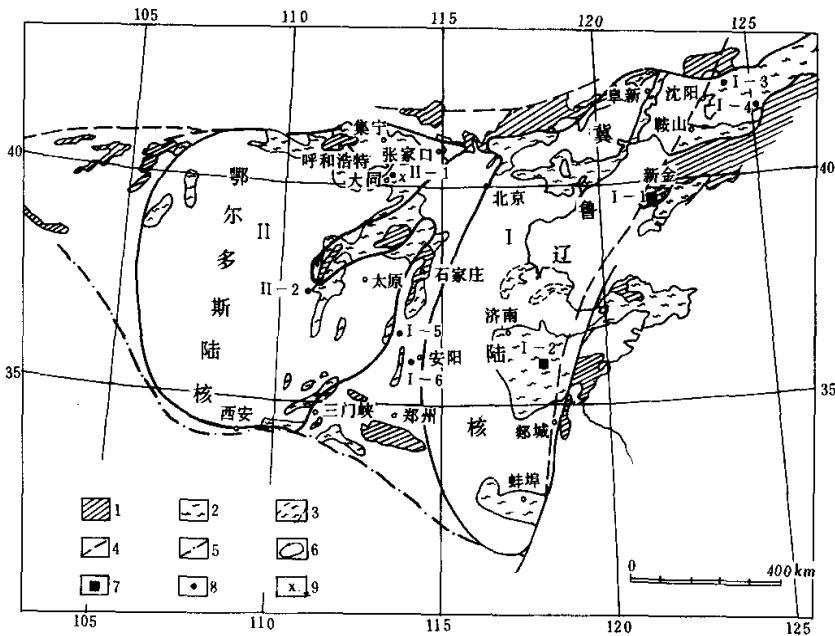 105
110
115
120
125
阜新
沈阳
I-3
I-4
鞍山
集宁
呼和浩特
张家口
大同
x II-1
40
40
北京
新金
I-1
冀鲁辽陆核
I
鄂尔多斯陆核
II
II-2
太原
石家庄
济南
I-5
I-2
安阳
I-6
35
35
西安
三门峡
郑州
郯城
蚌埠
1
2
3
4
5
6
7
8
x 9
0
400km
105
110
115
120
125